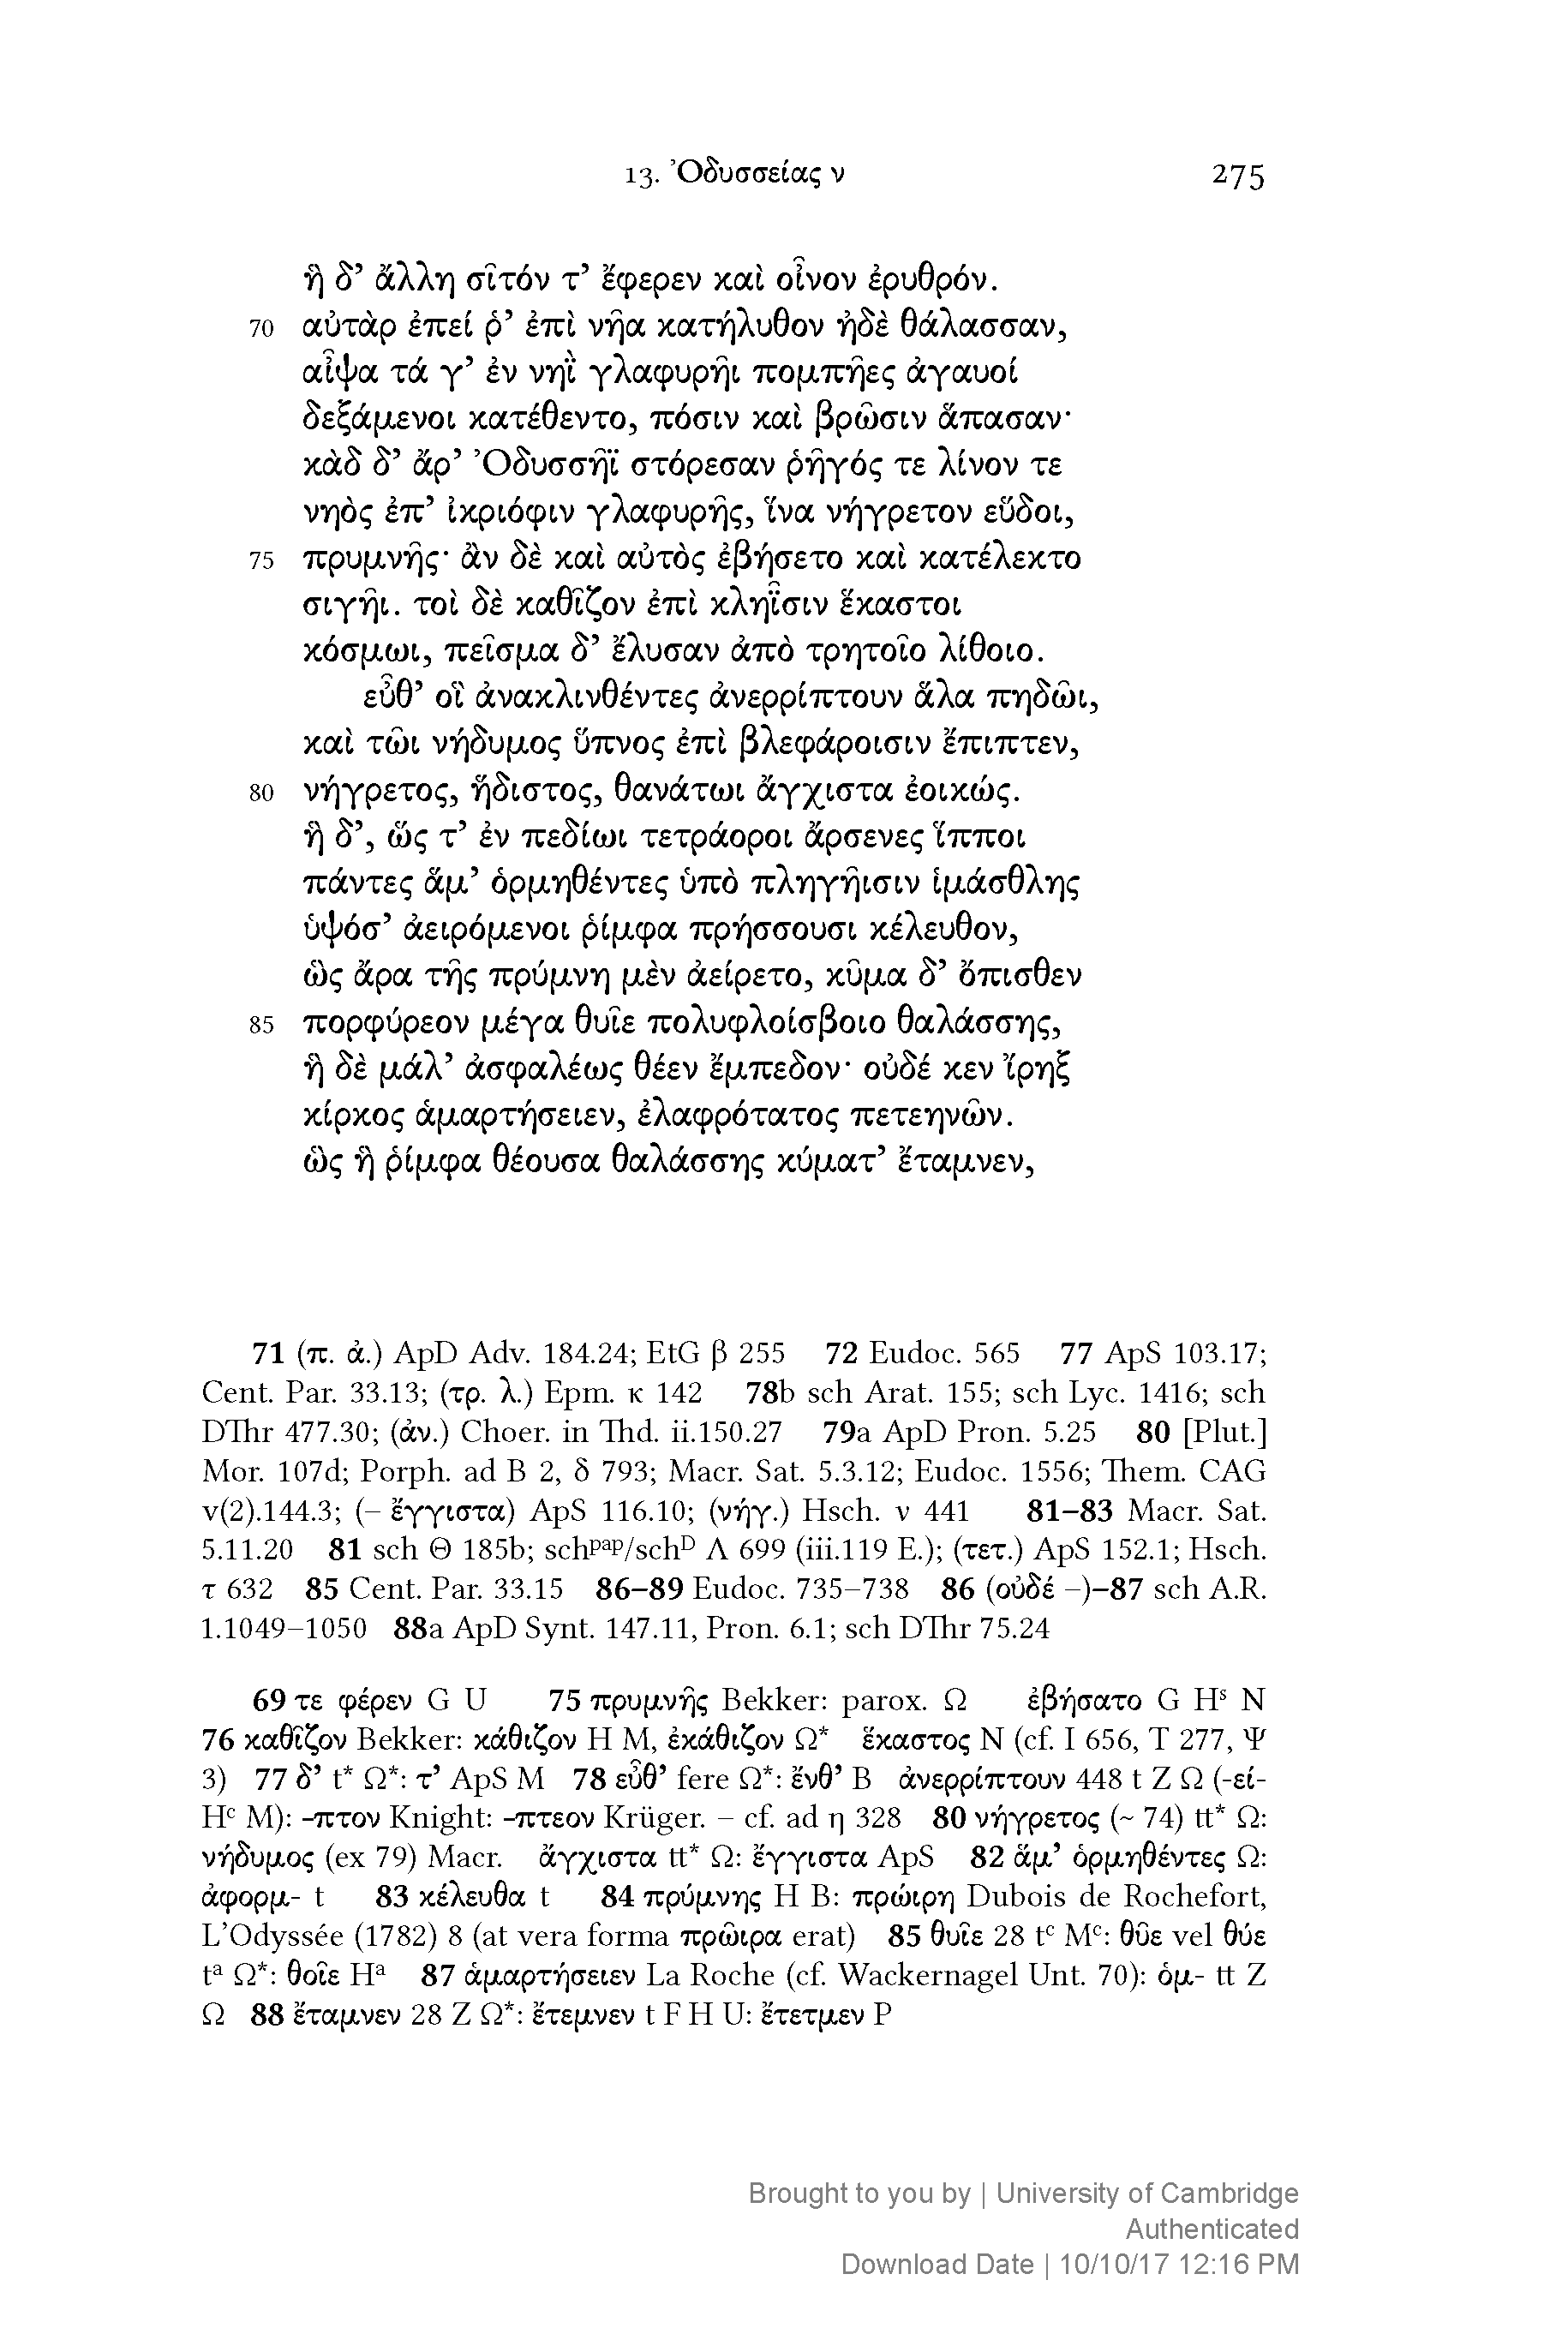 13. Ὀδυσσείας ν 275
ἣ δ’ ἄλλη σῖτόν τ’ ἔφερεν καὶ οἶνον ἐρυθρόν.
70 αὐτὰρ ἐπεί ῥ’ ἐπὶ νῆα κατήλυθον ἠδὲ θάλασσαν,
αἶψα τά γ’ ἐν νηῒ γλαφυρῆι πομπῆες ἀγαυοί
δεξάμενοι κατέθεντο, πόσιν καὶ βρῶσιν ἅπασαν·
κὰδ δ’ ἄρ’ Ὀδυσσῆϊ στόρεσαν ῥῆγός τε λίνον τε
νηὸς ἐπ’ ἰκριόφιν γλαφυρῆς, ἵνα νήγρετον εὕδοι,
75 πρυμνῆς· ἂν δὲ καὶ αὐτὸς ἐβήσετο καὶ κατέλεκτο
σιγῆι. τοὶ δὲ καθῖζον ἐπὶ κληῗσιν ἕκαστοι
κόσμωι, πεῖσμα δ’ ἔλυσαν ἀπὸ τρητοῖο λίθοιο.
εὖθ’ οἳ ἀνακλινθέντες ἀνερρίπτουν ἅλα πηδῶι,
καὶ τῶι νήδυμος ὕπνος ἐπὶ βλεφάροισιν ἔπιπτεν,
80 νήγρετος, ἥδιστος, θανάτωι ἄγχιστα ἐοικώς.
ἣ δ’, ὥς τ’ ἐν πεδίωι τετράοροι ἄρσενες ἵπποι
πάντες ἅμ’ ὁρμηθέντες ὑπὸ πληγῆισιν ἱμάσθλης
ὑψόσ’ ἀειρόμενοι ῥίμφα πρήσσουσι κέλευθον,
ὣς ἄρα τῆς πρύμνη μὲν ἀείρετο, κῦμα δ’ ὄπισθεν
85 πορφύρεον μέγα θυῖε πολυφλοίσβοιο θαλάσσης,
ἣ δὲ μάλ’ ἀσφαλέως θέεν ἔμπεδον· οὐδέ κεν ἴρηξ
κίρκος ἁμαρτήσειεν, ἐλαφρότατος πετεηνῶν.
ὣς ἣ ῥίμφα θέουσα θαλάσσης κύματ’ ἔταμνεν,
71 (π. ἀ.) ApD Adv. 184.24; EtG β 255 72 Eudoc. 565 77 ApS 103.17;
Cent. Par. 33.13; (τρ. λ.) Epm. κ 142 78b sch Arat. 155; sch Lyc. 1416; sch
DThr 477.30; (ἀν.) Choer. in Thd. ii.150.27 79a ApD Pron. 5.25 80 [Plut.]
Mor. 107d; Porph. ad B 2, δ 793; Macr. Sat. 5.3.12; Eudoc. 1556; Them. CAG
v(2).144.3; (– ἔγγιστα) ApS 116.10; (νήγ.) Hsch. ν 441 81–83 Macr. Sat.
5.11.20 81 sch Θ 185b; schᵖᵃᵖ/schᴰ Λ 699 (iii.119 E.); (τετ.) ApS 152.1; Hsch.
τ 632 85 Cent. Par. 33.15 86–89 Eudoc. 735–738 86 (οὐδέ –)–87 sch A.R.
1.1049–1050 88a ApD Synt. 147.11, Pron. 6.1; sch DThr 75.24
69 τε φέρεν G U 75 πρυμνῆς Bekker: parox. Ω ἐβήσατο G Hˢ N
76 καθῖζον Bekker: κάθιζον H M, ἐκάθιζον Ω* ἕκαστος N (cf. I 656, T 277, Ψ
3) 77 δ’ t* Ω*: τ’ ApS M 78 εὖθ’ fere Ω*: ἔνθ’ B ἀνερρίπτουν 448 t Z Ω (-εί-
Hᶜ M): -πτον Knight: -πτεον Krüger. – cf. ad η 328 80 νήγρετος (~ 74) tt* Ω:
νήδυμος (ex 79) Macr. ἄγχιστα tt* Ω: ἔγγιστα ApS 82 ἅμ’ ὁρμηθέντες Ω:
ἀφορμ- t 83 κέλευθα t 84 πρύμνης H B: πρώιρη Dubois de Rochefort,
L’Odyssée (1782) 8 (at vera forma πρῶιρα erat) 85 θυῖε 28 tᶜ Mᶜ: θῦε vel θύε
tᵃ Ω*: θοῖε Hᵃ 87 ἁμαρτήσειεν La Roche (cf. Wackernagel Unt. 70): ὁμ- tt Z
Ω 88 ἔταμνεν 28 Z Ω*: ἔτεμνεν t F H U: ἔτετμεν P
Brought to you by | University of Cambridge
Authenticated
Download Date | 10/10/17 12:16 PM